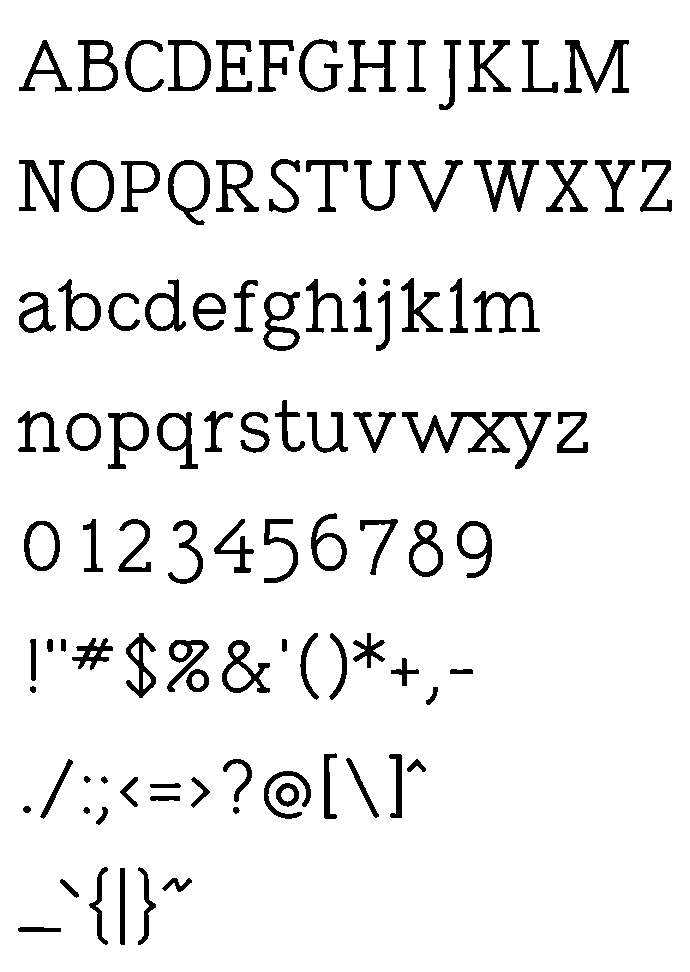 ABCDEFGHIJKLM
NOPQRSTUVWXYZ
abcdefghijklm
nopqrstuvwxyz
0123456789
!"#$%&'()*+,-
./:;<=>?@[\]^
_`{|}~